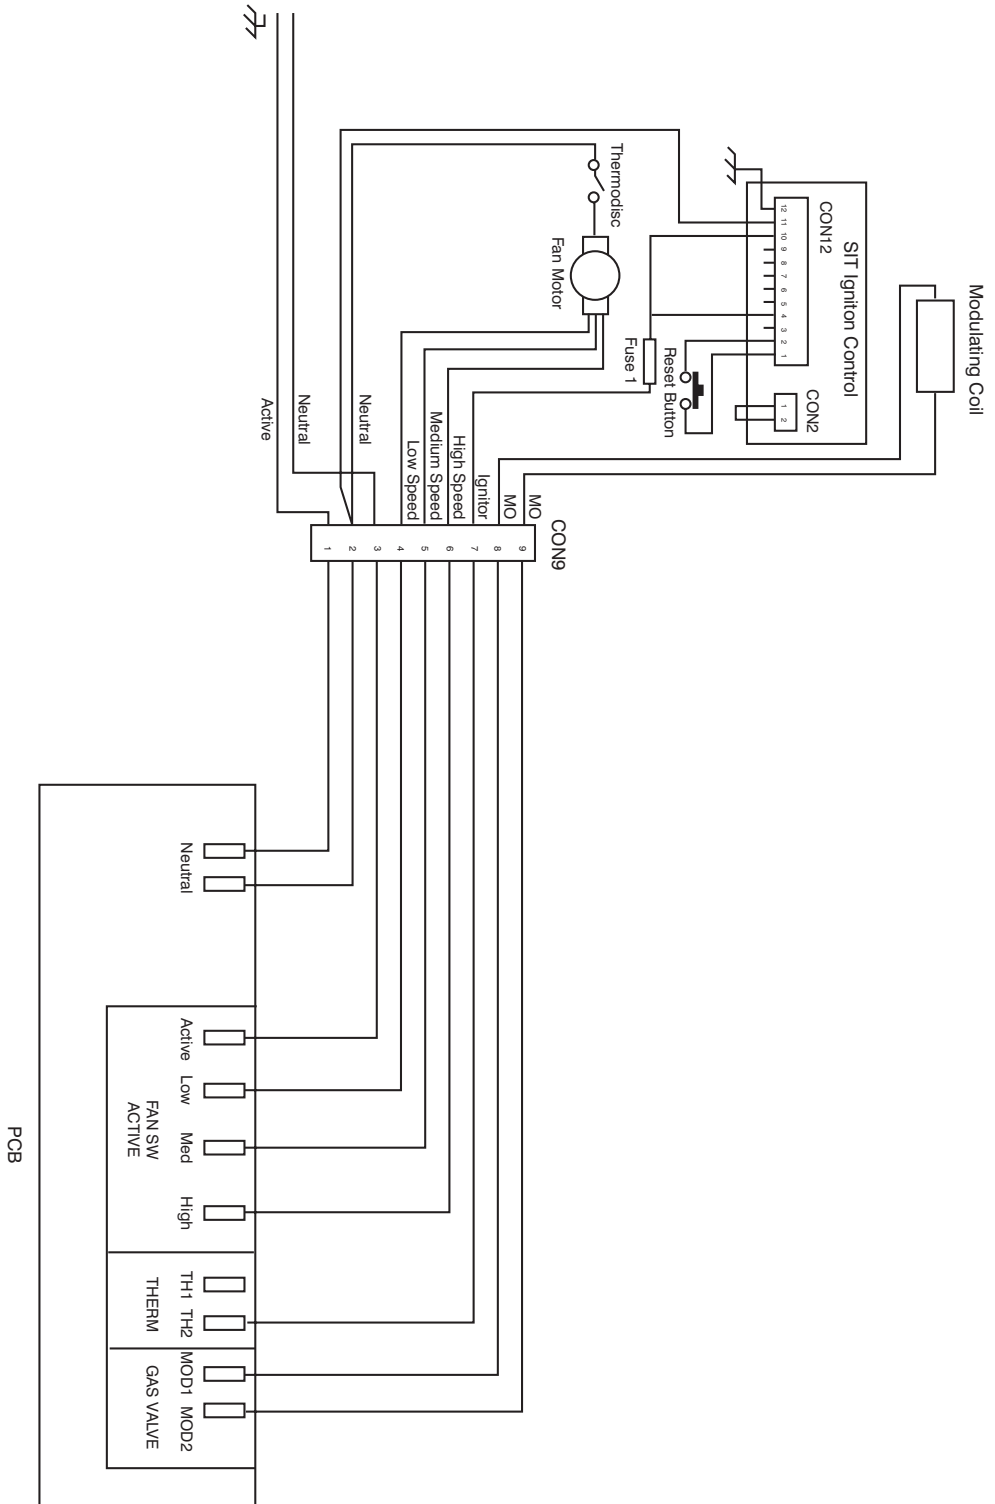 Modulating Coil
SIT Igniton Control
CON12
12 11 10 9 8 7 6 5 4 3 2 1
CON2
1 2
Thermodisc
Fan Motor
Fuse 1
Reset Button
Neutral
Active
Neutral
Low Speed
Medium Speed
High Speed
Ignitor
MO
MO
CON9
1 2 3 4 5 6 7 8 9
Neutral
Active
Low
Med
High
FAN SW
ACTIVE
TH1
TH2
THERM
MOD1
MOD2
GAS VALVE
PCB